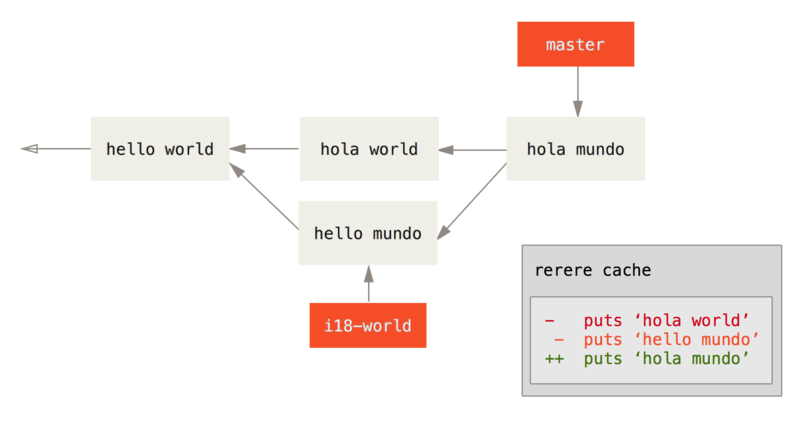 master
hello world
hola world
hola mundo
hello mundo
i18-world
rerere cache
-   puts ‘hola world’
 -  puts ‘hello mundo’
++  puts ‘hola mundo’